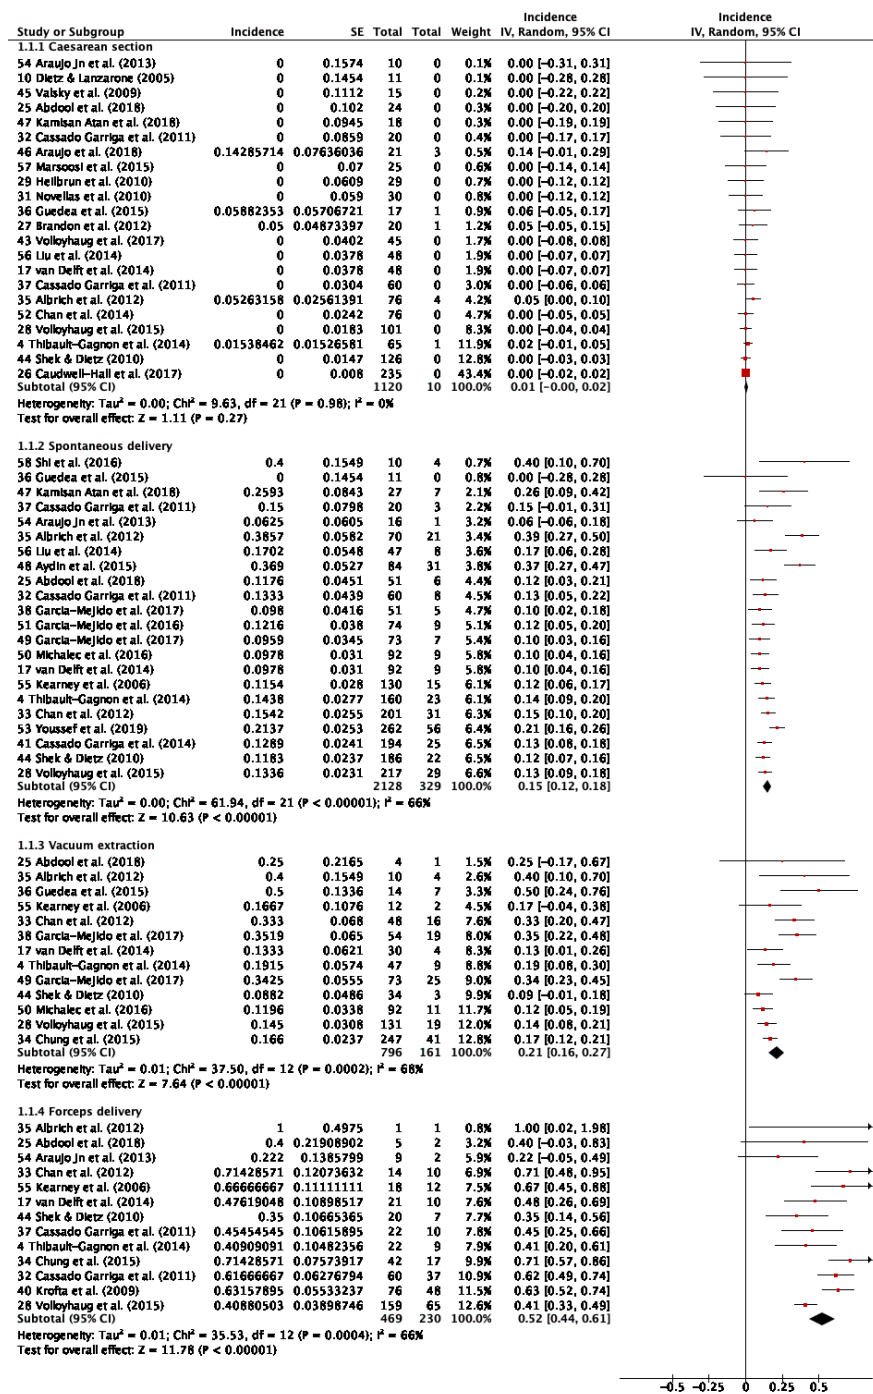 Incidence Incidence
Study or Subgroup Incidence SE Total Total Weight IV, Random, 95% CI IV, Random, 95% CI
1.1.1 Caesarean section
54 Araujo Jn et al. (2013) 0 0.1574 10 0 0.1% 0.00 [-0.31, 0.31]
10 Dietz & Lanzarone (2005) 0 0.1454 11 0 0.1% 0.00 [-0.28, 0.28]
45 Valsky et al. (2009) 0 0.1112 15 0 0.2% 0.00 [-0.22, 0.22]
25 Abdool et al. (2018) 0 0.102 24 0 0.3% 0.00 [-0.20, 0.20]
47 Kamisan Atan et al. (2018) 0 0.0945 18 0 0.3% 0.00 [-0.19, 0.19]
32 Cassado Garriga et al. (2011) 0 0.0859 20 0 0.4% 0.00 [-0.17, 0.17]
46 Araujo et al. (2018) 0.14285714 0.07636036 21 3 0.5% 0.14 [-0.01, 0.29]
57 Marsoosi et al. (2015) 0 0.07 25 0 0.6% 0.00 [-0.14, 0.14]
29 Heilbrun et al. (2010) 0 0.0609 29 0 0.7% 0.00 [-0.12, 0.12]
31 Novellas et al. (2010) 0 0.059 30 0 0.8% 0.00 [-0.12, 0.12]
36 Guedea et al. (2015) 0.05882353 0.05706721 17 1 0.9% 0.06 [-0.05, 0.17]
27 Brandon et al. (2012) 0.05 0.04873397 20 1 1.2% 0.05 [-0.05, 0.15]
43 Volloyhaug et al. (2017) 0 0.0402 45 0 1.7% 0.00 [-0.08, 0.08]
56 Liu et al. (2014) 0 0.0378 48 0 1.9% 0.00 [-0.07, 0.07]
17 van Delft et al. (2014) 0 0.0378 48 0 1.9% 0.00 [-0.07, 0.07]
37 Cassado Garriga et al. (2011) 0 0.0304 60 0 3.0% 0.00 [-0.06, 0.06]
35 Albrich et al. (2012) 0.05263158 0.02561391 76 4 4.2% 0.05 [0.00, 0.10]
52 Chan et al. (2014) 0 0.0242 76 0 4.7% 0.00 [-0.05, 0.05]
28 Volloyhaug et al. (2015) 0 0.0183 101 0 8.3% 0.00 [-0.04, 0.04]
4 Thibault-Gagnon et al. (2014) 0.01538462 0.01526581 65 1 11.9% 0.02 [-0.01, 0.05]
44 Shek & Dietz (2010) 0 0.0147 126 0 12.8% 0.00 [-0.03, 0.03]
26 Caudwell-Hall et al. (2017) 0 0.008 235 0 43.4% 0.00 [-0.02, 0.02]
Subtotal (95% CI) 1120 10 100.0% 0.01 [-0.00, 0.02]
Heterogeneity: Tau² = 0.00; Chi² = 9.63, df = 21 (P = 0.98); I² = 0%
Test for overall effect: Z = 1.11 (P = 0.27)
1.1.2 Spontaneous delivery
58 Shi et al. (2016) 0.4 0.1549 10 4 0.7% 0.40 [0.10, 0.70]
36 Guedea et al. (2015) 0 0.1454 11 0 0.8% 0.00 [-0.28, 0.28]
47 Kamisan Atan et al. (2018) 0.2593 0.0843 27 7 2.1% 0.26 [0.09, 0.42]
37 Cassado Garriga et al. (2011) 0.15 0.0798 20 3 2.2% 0.15 [-0.01, 0.31]
54 Araujo Jn et al. (2013) 0.0625 0.0605 16 1 3.2% 0.06 [-0.06, 0.18]
35 Albrich et al. (2012) 0.3857 0.0582 70 21 3.4% 0.39 [0.27, 0.50]
56 Liu et al. (2014) 0.1702 0.0548 47 8 3.6% 0.17 [0.06, 0.28]
48 Aydin et al. (2015) 0.369 0.0527 84 31 3.8% 0.37 [0.27, 0.47]
25 Abdool et al. (2018) 0.1176 0.0451 51 6 4.4% 0.12 [0.03, 0.21]
32 Cassado Garriga et al. (2011) 0.1333 0.0439 60 8 4.5% 0.13 [0.05, 0.22]
38 Garcia-Mejido et al. (2017) 0.098 0.0416 51 5 4.7% 0.10 [0.02, 0.18]
51 Garcia-Mejido et al. (2016) 0.1216 0.038 74 9 5.1% 0.12 [0.05, 0.20]
49 Garcia-Mejido et al. (2017) 0.0959 0.0345 73 7 5.4% 0.10 [0.03, 0.16]
50 Michalec et al. (2016) 0.0978 0.031 92 9 5.8% 0.10 [0.04, 0.16]
17 van Delft et al. (2014) 0.0978 0.031 92 9 5.8% 0.10 [0.04, 0.16]
55 Kearney et al. (2006) 0.1154 0.028 130 15 6.1% 0.12 [0.06, 0.17]
4 Thibault-Gagnon et al. (2014) 0.1438 0.0277 160 23 6.1% 0.14 [0.09, 0.20]
33 Chan et al. (2012) 0.1542 0.0255 201 31 6.3% 0.15 [0.10, 0.20]
53 Youssef et al. (2019) 0.2137 0.0253 262 56 6.4% 0.21 [0.16, 0.26]
41 Cassado Garriga et al. (2014) 0.1289 0.0241 194 25 6.5% 0.13 [0.08, 0.18]
44 Shek & Dietz (2010) 0.1183 0.0237 186 22 6.5% 0.12 [0.07, 0.16]
28 Volloyhaug et al. (2015) 0.1336 0.0231 217 29 6.6% 0.13 [0.09, 0.18]
Subtotal (95% CI) 2128 329 100.0% 0.15 [0.12, 0.18]
Heterogeneity: Tau² = 0.00; Chi² = 61.94, df = 21 (P < 0.00001); I² = 66%
Test for overall effect: Z = 10.63 (P < 0.00001)
1.1.3 Vacuum extraction
25 Abdool et al. (2018) 0.25 0.2165 4 1 1.5% 0.25 [-0.17, 0.67]
35 Albrich et al. (2012) 0.4 0.1549 10 4 2.6% 0.40 [0.10, 0.70]
36 Guedea et al. (2015) 0.5 0.1336 14 7 3.3% 0.50 [0.24, 0.76]
55 Kearney et al. (2006) 0.1667 0.1076 12 2 4.5% 0.17 [-0.04, 0.38]
33 Chan et al. (2012) 0.333 0.068 48 16 7.6% 0.33 [0.20, 0.47]
38 Garcia-Mejido et al. (2017) 0.3519 0.065 54 19 7.9% 0.35 [0.22, 0.48]
17 van Delft et al. (2014) 0.1333 0.0621 30 4 8.2% 0.13 [0.01, 0.26]
4 Thibault-Gagnon et al. (2014) 0.1915 0.0574 47 9 8.8% 0.19 [0.08, 0.30]
49 Garcia-Mejido et al. (2017) 0.3425 0.0555 73 25 9.0% 0.34 [0.23, 0.45]
44 Shek & Dietz (2010) 0.0882 0.0486 34 3 9.9% 0.09 [-0.01, 0.18]
50 Michalec et al. (2016) 0.1196 0.0338 92 11 11.7% 0.12 [0.05, 0.19]
28 Volloyhaug et al. (2015) 0.145 0.0308 131 19 12.1% 0.14 [0.08, 0.21]
34 Chung et al. (2015) 0.166 0.0237 247 41 12.8% 0.17 [0.12, 0.21]
Subtotal (95% CI) 796 161 100.0% 0.21 [0.16, 0.27]
Heterogeneity: Tau² = 0.01; Chi² = 37.50, df = 12 (P = 0.0002); I² = 68%
Test for overall effect: Z = 7.64 (P < 0.00001)
1.1.4 Forceps delivery
35 Albrich et al. (2012) 1 0.4975 1 1 0.8% 1.00 [0.02, 1.98]
25 Abdool et al. (2018) 0.4 0.21908902 5 2 3.2% 0.40 [-0.03, 0.83]
54 Araujo Jn et al. (2013) 0.222 0.1385799 9 2 5.9% 0.22 [-0.05, 0.49]
33 Chan et al. (2012) 0.71428571 0.12073632 14 10 6.9% 0.71 [0.48, 0.95]
55 Kearney et al. (2006) 0.66666667 0.11111111 18 12 7.5% 0.67 [0.45, 0.88]
17 van Delft et al. (2014) 0.47619048 0.10898517 21 10 7.6% 0.48 [0.26, 0.69]
44 Shek & Dietz (2010) 0.35 0.10665365 20 7 7.7% 0.35 [0.14, 0.56]
37 Cassado Garriga et al. (2011) 0.45454545 0.10615895 22 10 7.7% 0.45 [0.25, 0.66]
4 Thibault-Gagnon et al. (2014) 0.40909091 0.10482356 22 9 7.8% 0.41 [0.20, 0.61]
34 Chung et al. (2015) 0.71428571 0.07573917 42 17 9.9% 0.71 [0.57, 0.86]
32 Cassado Garriga et al. (2011) 0.61666667 0.06276794 60 37 10.9% 0.62 [0.49, 0.74]
40 Krofta et al. (2009) 0.63157895 0.05533237 76 48 11.5% 0.63 [0.52, 0.74]
28 Volloyhaug et al. (2015) 0.40880503 0.03898746 159 65 12.6% 0.41 [0.33, 0.49]
Subtotal (95% CI) 469 230 100.0% 0.52 [0.44, 0.61]
Heterogeneity: Tau² = 0.01; Chi² = 35.53, df = 12 (P = 0.0004); I² = 66%
Test for overall effect: Z = 11.78 (P < 0.00001)
-0.5 -0.25 0 0.25 0.5